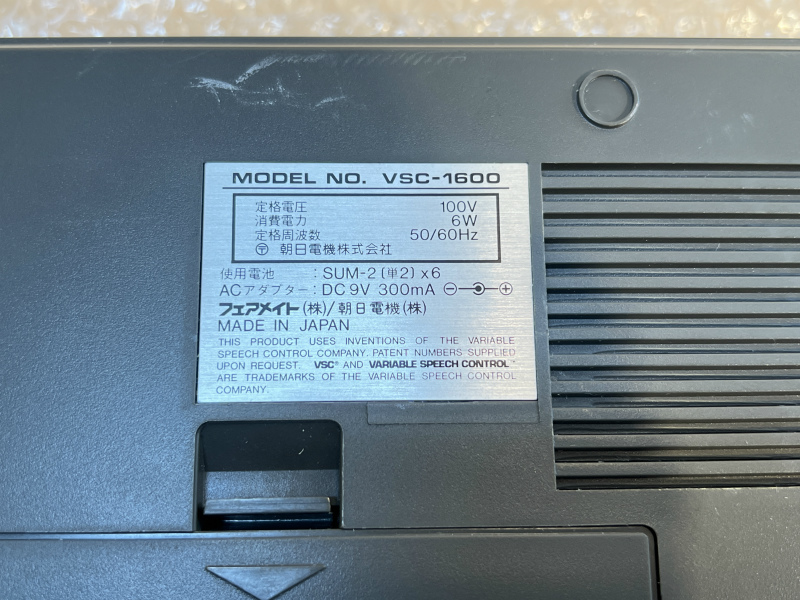 MODEL NO. VSC-1600
定格電圧 100V
消費電力 6W
定格周波数 50/60Hz
〶 朝日電機株式会社
使用電池 : SUM-2 (単2) x6
ACアダプター : DC 9V 300mA
フェアメイト(株)/朝日電機(株)
MADE IN JAPAN
THIS PRODUCT USES INVENTIONS OF THE VARIABLE
SPEECH CONTROL COMPANY. PATENT NUMBERS SUPPLIED
UPON REQUEST. VSC® AND VARIABLE SPEECH CONTROL™
ARE TRADEMARKS OF THE VARIABLE SPEECH CONTROL
COMPANY.